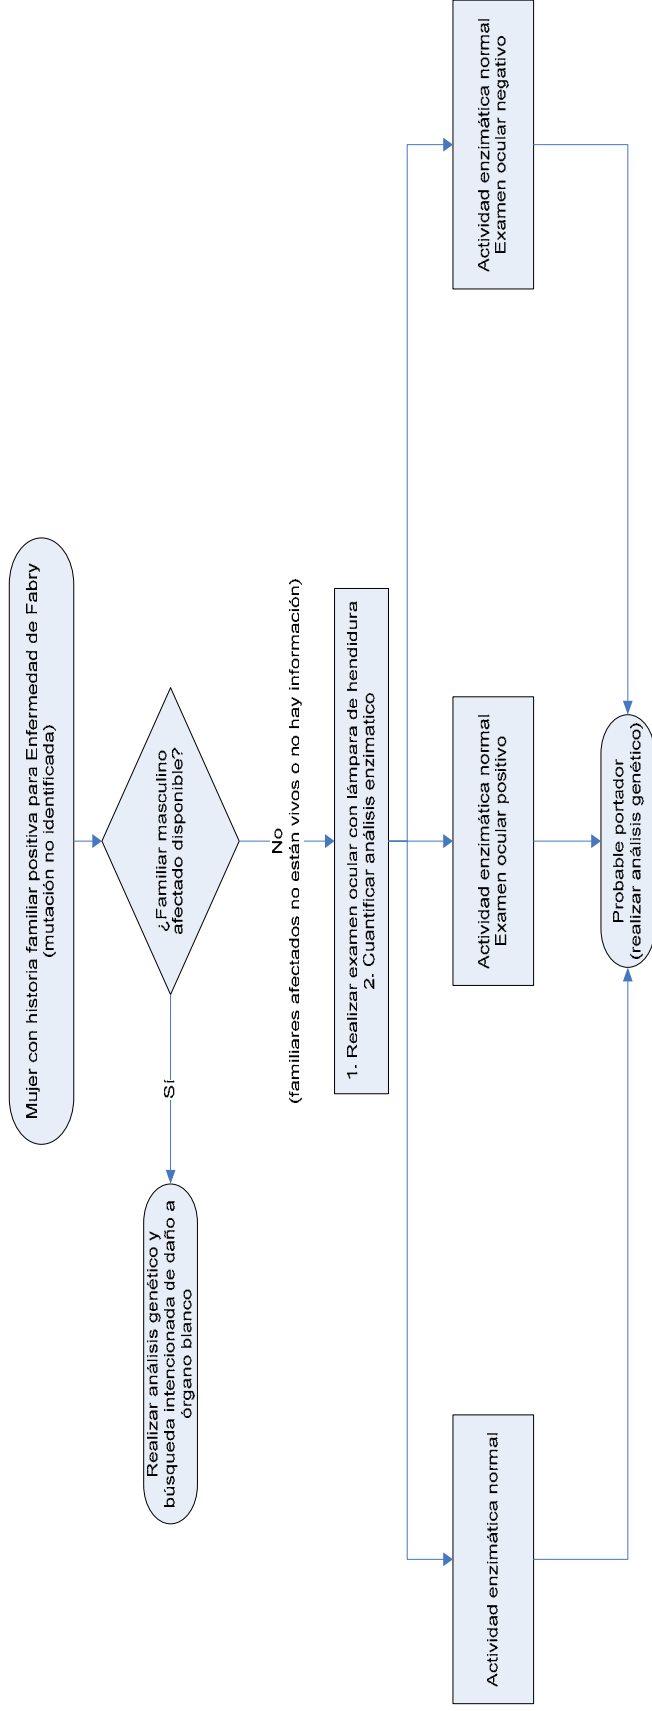 Mujer con historia familiar positiva para Enfermedad de Fabry
(mutación no identificada)
¿Familiar masculino
afectado disponible?
Sí
Realizar análisis genético y
búsqueda intencionada de daño a
órgano blanco
No
(familiares afectados no están vivos o no hay información)
1. Realizar examen ocular con lámpara de hendidura
2. Cuantificar análisis enzimatico
Actividad enzimática normal
Actividad enzimática normal
Examen ocular positivo
Actividad enzimática normal
Examen ocular negativo
Probable portador
(realizar análisis genético)